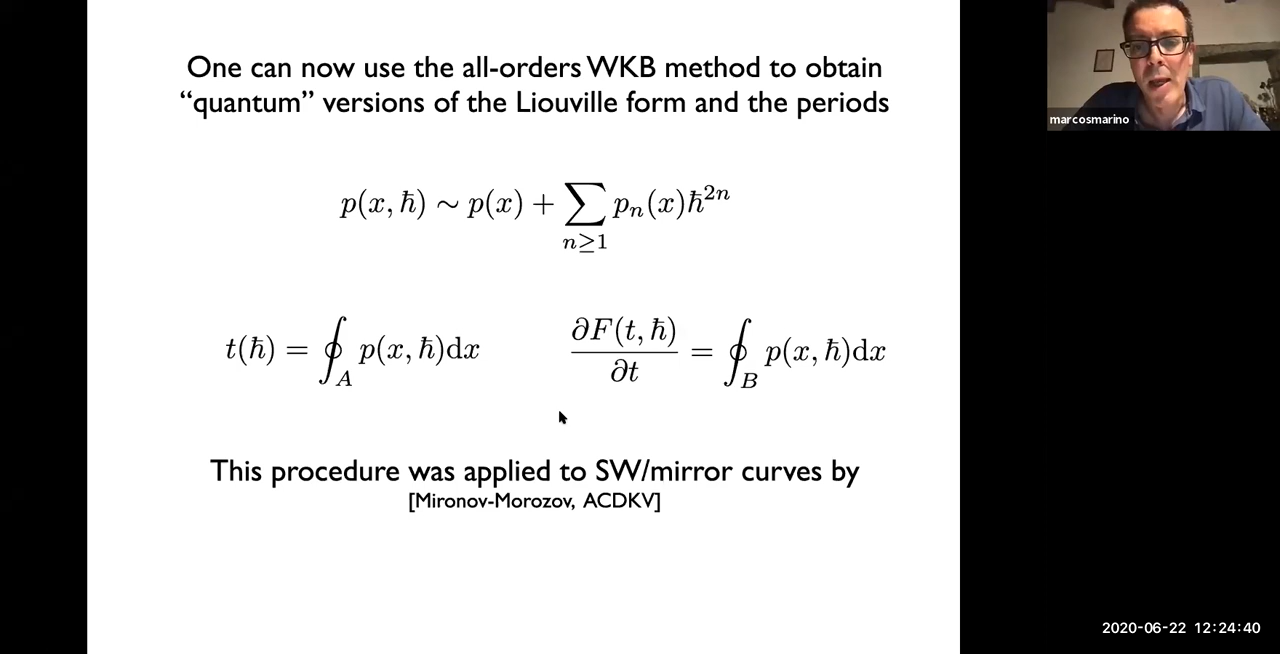 One can now use the all-orders WKB method to obtain
“quantum” versions of the Liouville form and the periods
p(x, ħ) ∼ p(x) + ∑_{n≥1} p_n(x)ħ^{2n}
t(ħ) = ∮_A p(x, ħ)dx    ∂F(t, ħ)/∂t = ∮_B p(x, ħ)dx
This procedure was applied to SW/mirror curves by
[Mironov-Morozov, ACDKV]
marcosmarino
2020-06-22 12:24:40